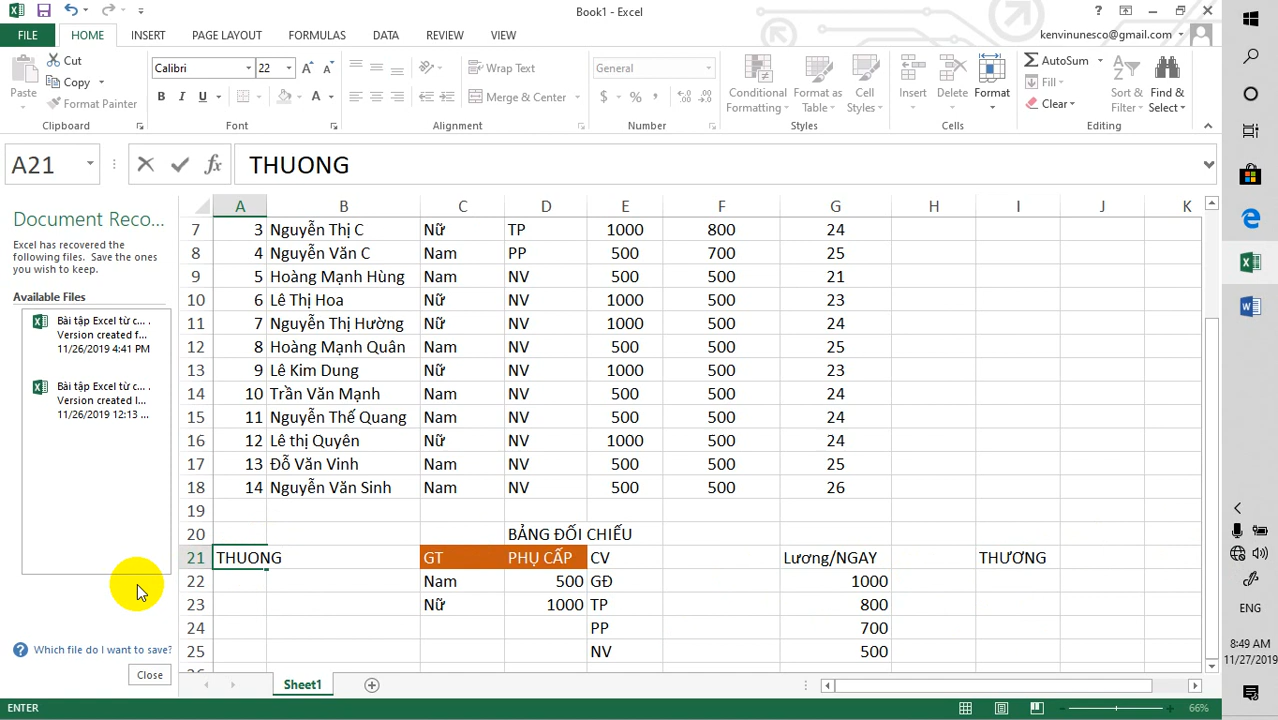 Book1 - Excel
?
FILE HOME INSERT PAGE LAYOUT FORMULAS DATA REVIEW VIEW kenvinunesco@gmail.com
Cut
Copy
Format Painter
Paste
Clipboard
Calibri 22
B I U
Font
Wrap Text
Merge & Center
Alignment
General
$ % ,
Number
Conditional Formatting
Format as Table
Cell Styles
Styles
Insert
Delete
Format
Cells
AutoSum
Fill
Clear
Sort & Filter
Find & Select
Editing
A21 fx THUONG
Document Reco...
Excel has recovered the
following files. Save the ones
you wish to keep.
Available Files
Bài tập Excel từ c...
Version created f...
11/26/2019 4:41 PM
Bài tập Excel từ c...
Version created l...
11/26/2019 12:13 ...
Which file do I want to save?
Close
A B C D E F G H I J K
7 3 Nguyễn Thị C Nữ TP 1000 800 24
8 4 Nguyễn Văn C Nam PP 500 700 25
9 5 Hoàng Mạnh Hùng Nam NV 500 500 21
10 6 Lê Thị Hoa Nữ NV 1000 500 23
11 7 Nguyễn Thị Hường Nữ NV 1000 500 24
12 8 Hoàng Mạnh Quân Nam NV 500 500 25
13 9 Lê Kim Dung Nữ NV 1000 500 23
14 10 Trần Văn Mạnh Nam NV 500 500 24
15 11 Nguyễn Thế Quang Nam NV 500 500 24
16 12 Lê thị Quyên Nữ NV 1000 500 24
17 13 Đỗ Văn Vinh Nam NV 500 500 25
18 14 Nguyễn Văn Sinh Nam NV 500 500 26
19
20 BẢNG ĐỐI CHIẾU
21 THUONG GT PHỤ CẤP CV Lương/NGAY THƯƠNG
22 Nam 500 GĐ 1000
23 Nữ 1000 TP 800
24 PP 700
25 NV 500
Sheet1
ENTER
66%
ENG
8:49 AM
11/27/2019